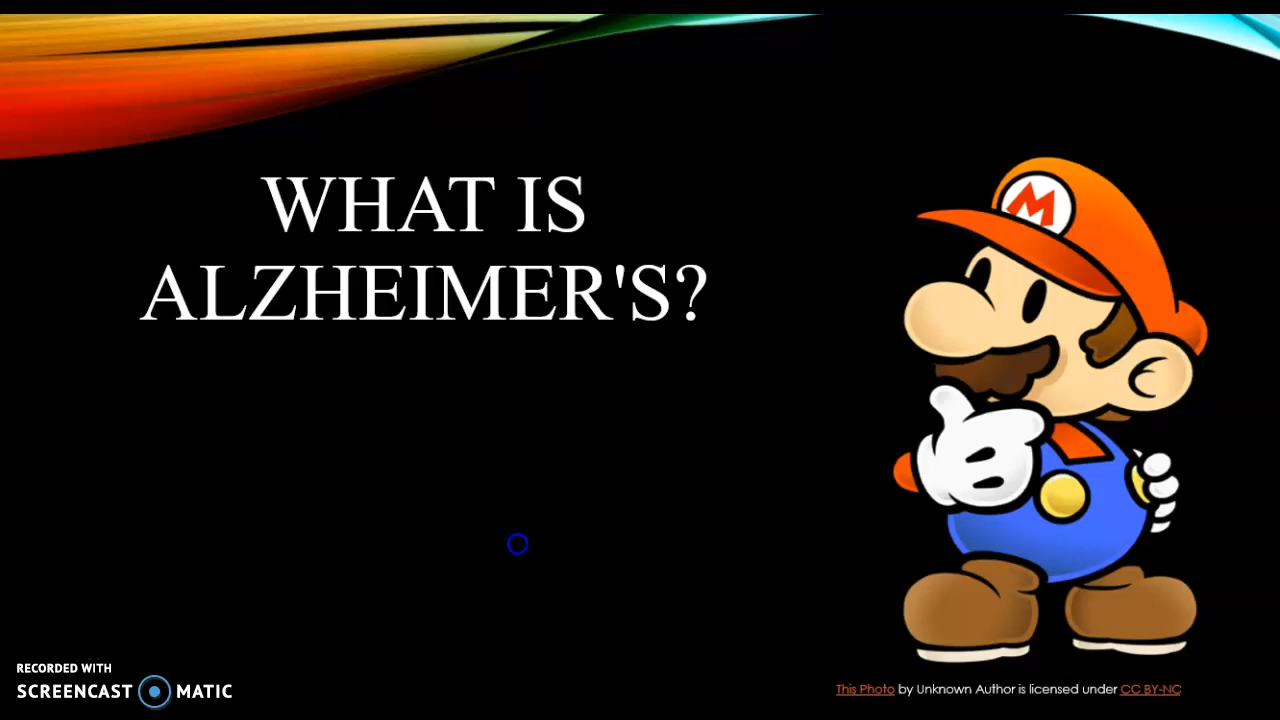 WHAT IS
ALZHEIMER'S?
M
RECORDED WITH
SCREENCAST MATIC
This Photo by Unknown Author is licensed under CC BY-NC